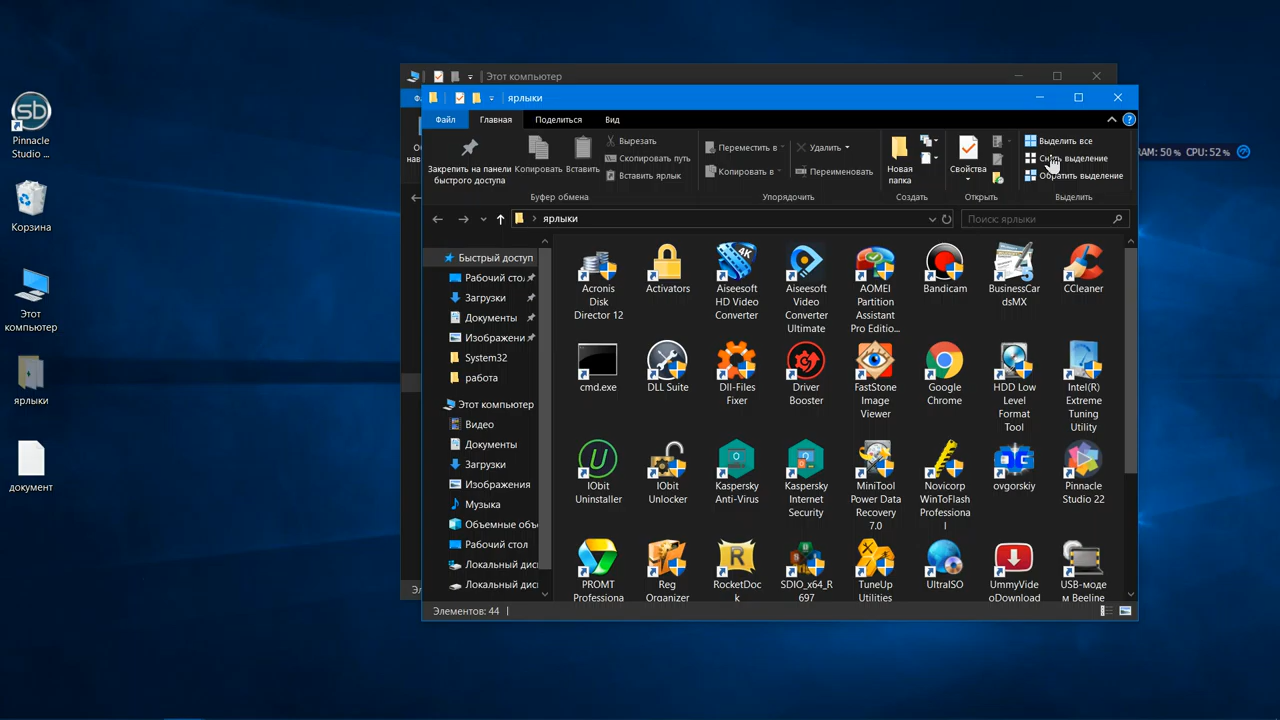 Pinnacle
Studio ...
Корзина
Этот
компьютер
ярлыки
документ
Этот компьютер
ярлыки
Файл
Главная
Поделиться
Вид
RAM: 50 % CPU: 52 %
Закрепить на панели
быстрого доступа
Копировать
Вставить
Вырезать
Скопировать путь
Вставить ярлык
Буфер обмена
Переместить в
Копировать в
Удалить
Переименовать
Упорядочить
Новая
папка
Создать
Свойства
Открыть
Выделить все
выделение
Обратить выделение
Выделить
ярлыки
Поиск: ярлыки
Быстрый доступ
Рабочий сто.
Загрузки
Документы
Изображени
System32
работа
Этот компьютер
Видео
Документы
Загрузки
Изображения
Музыка
Объемные объ
Рабочий стол
Локальный дис
Локальный дис
Acronis
Disk
Director 12
Activators
Aiseesoft
HD Video
Converter
4K
Aiseesoft
Video
Converter
Ultimate
AOMEI
Partition
Assistant
Pro Editio...
Bandicam
BusinessCar
dsMX
5
CCleaner
cmd.exe
DLL Suite
Dll-Files
Fixer
Driver
Booster
FastStone
Image
Viewer
Google
Chrome
HDD Low
Level
Format
Tool
Intel(R)
Extreme
Tuning
Utility
IObit
Uninstaller
IObit
Unlocker
Kaspersky
Anti-Virus
Kaspersky
Internet
Security
MiniTool
Power Data
Recovery
7.0
Novicorp
WinToFlash
Professiona
l
ovgorskiy
Pinnacle
Studio 22
PROMT
Professiona
Reg
Organizer
RocketDoc
k
SDIO_x64_R
697
TuneUp
Utilities
UltraISO
UmmyVide
oDownload
USB-моде
м Beeline
Элементов: 44